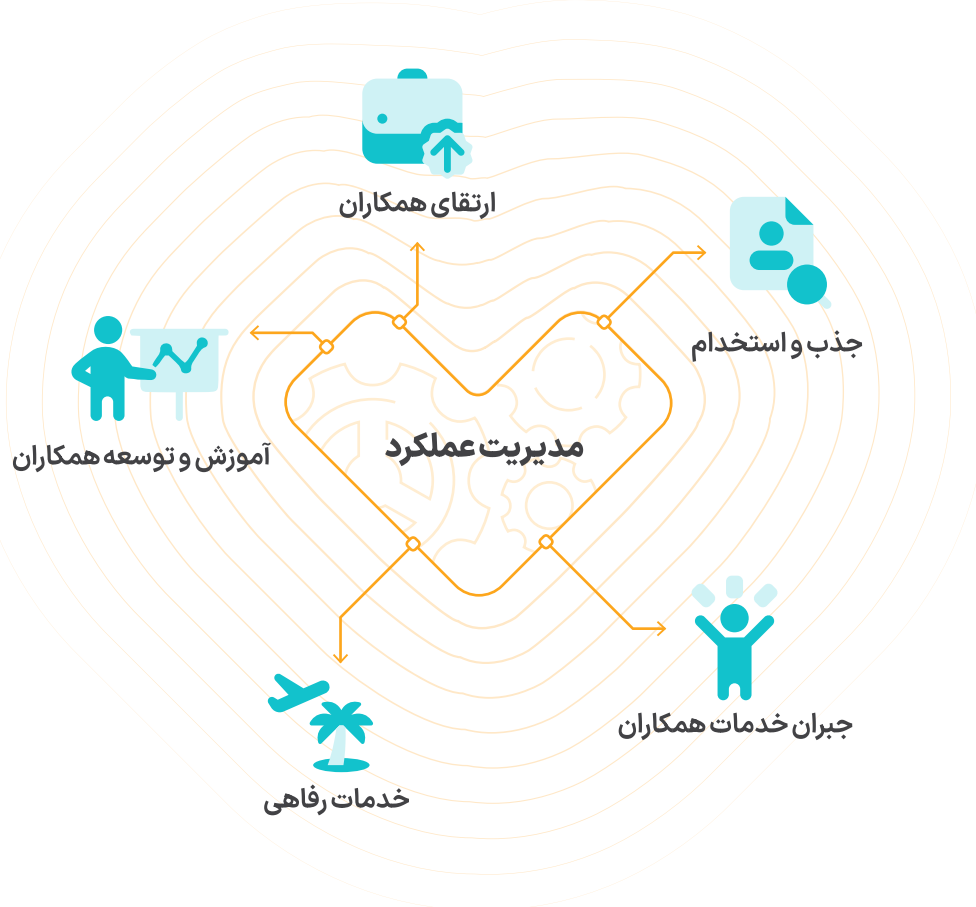 ارتقای همکاران
جذب و استخدام
آموزش و توسعه همکاران
مدیریت عملکرد
جبران خدمات همکاران
خدمات رفاهی